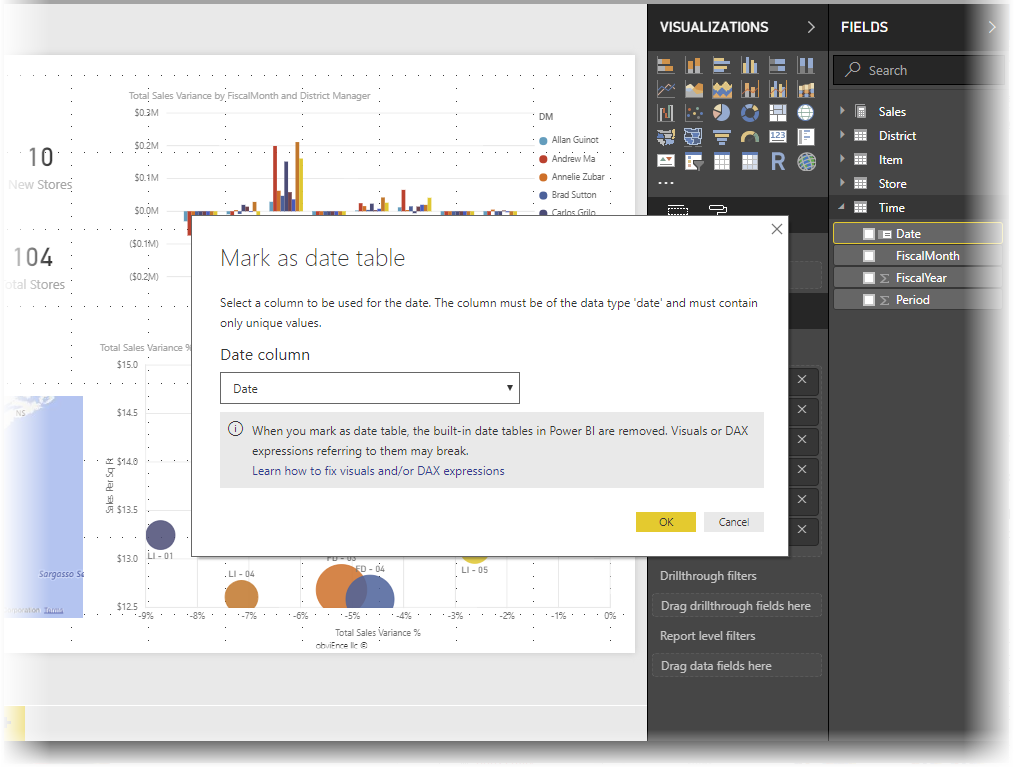 VISUALIZATIONS
FIELDS
Search
Sales
District
Item
Store
Time
Date
FiscalMonth
FiscalYear
Period
Total Sales Variance by FiscalMonth and District Manager
$0.3M
$0.2M
$0.1M
$0.0M
($0.1M)
($0.2M)
DM
Allan Guinot
Andrew Ma
Annelie Zubar
Brad Sutton
Carlos Grilo
10
New Stores
104
Total Stores
Mark as date table
Select a column to be used for the date. The column must be of the data type 'date' and must contain
only unique values.
Date column
Date
When you mark as date table, the built-in date tables in Power BI are removed. Visuals or DAX
expressions referring to them may break.
Learn how to fix visuals and/or DAX expressions
OK
Cancel
Total Sales Variance %
$15.0
$14.5
$14.0
$13.5
$13.0
$12.5
Sales Per Sq Ft
LI - 01
LI - 04
FD - 03
FD - 04
LI - 05
-9%
-8%
-7%
-6%
-5%
-4%
-3%
-2%
-1%
0%
Total Sales Variance %
obviEnce llc ©
NS
Sargasso Se
Terms
123
R
Drillthrough filters
Drag drillthrough fields here
Report level filters
Drag data fields here